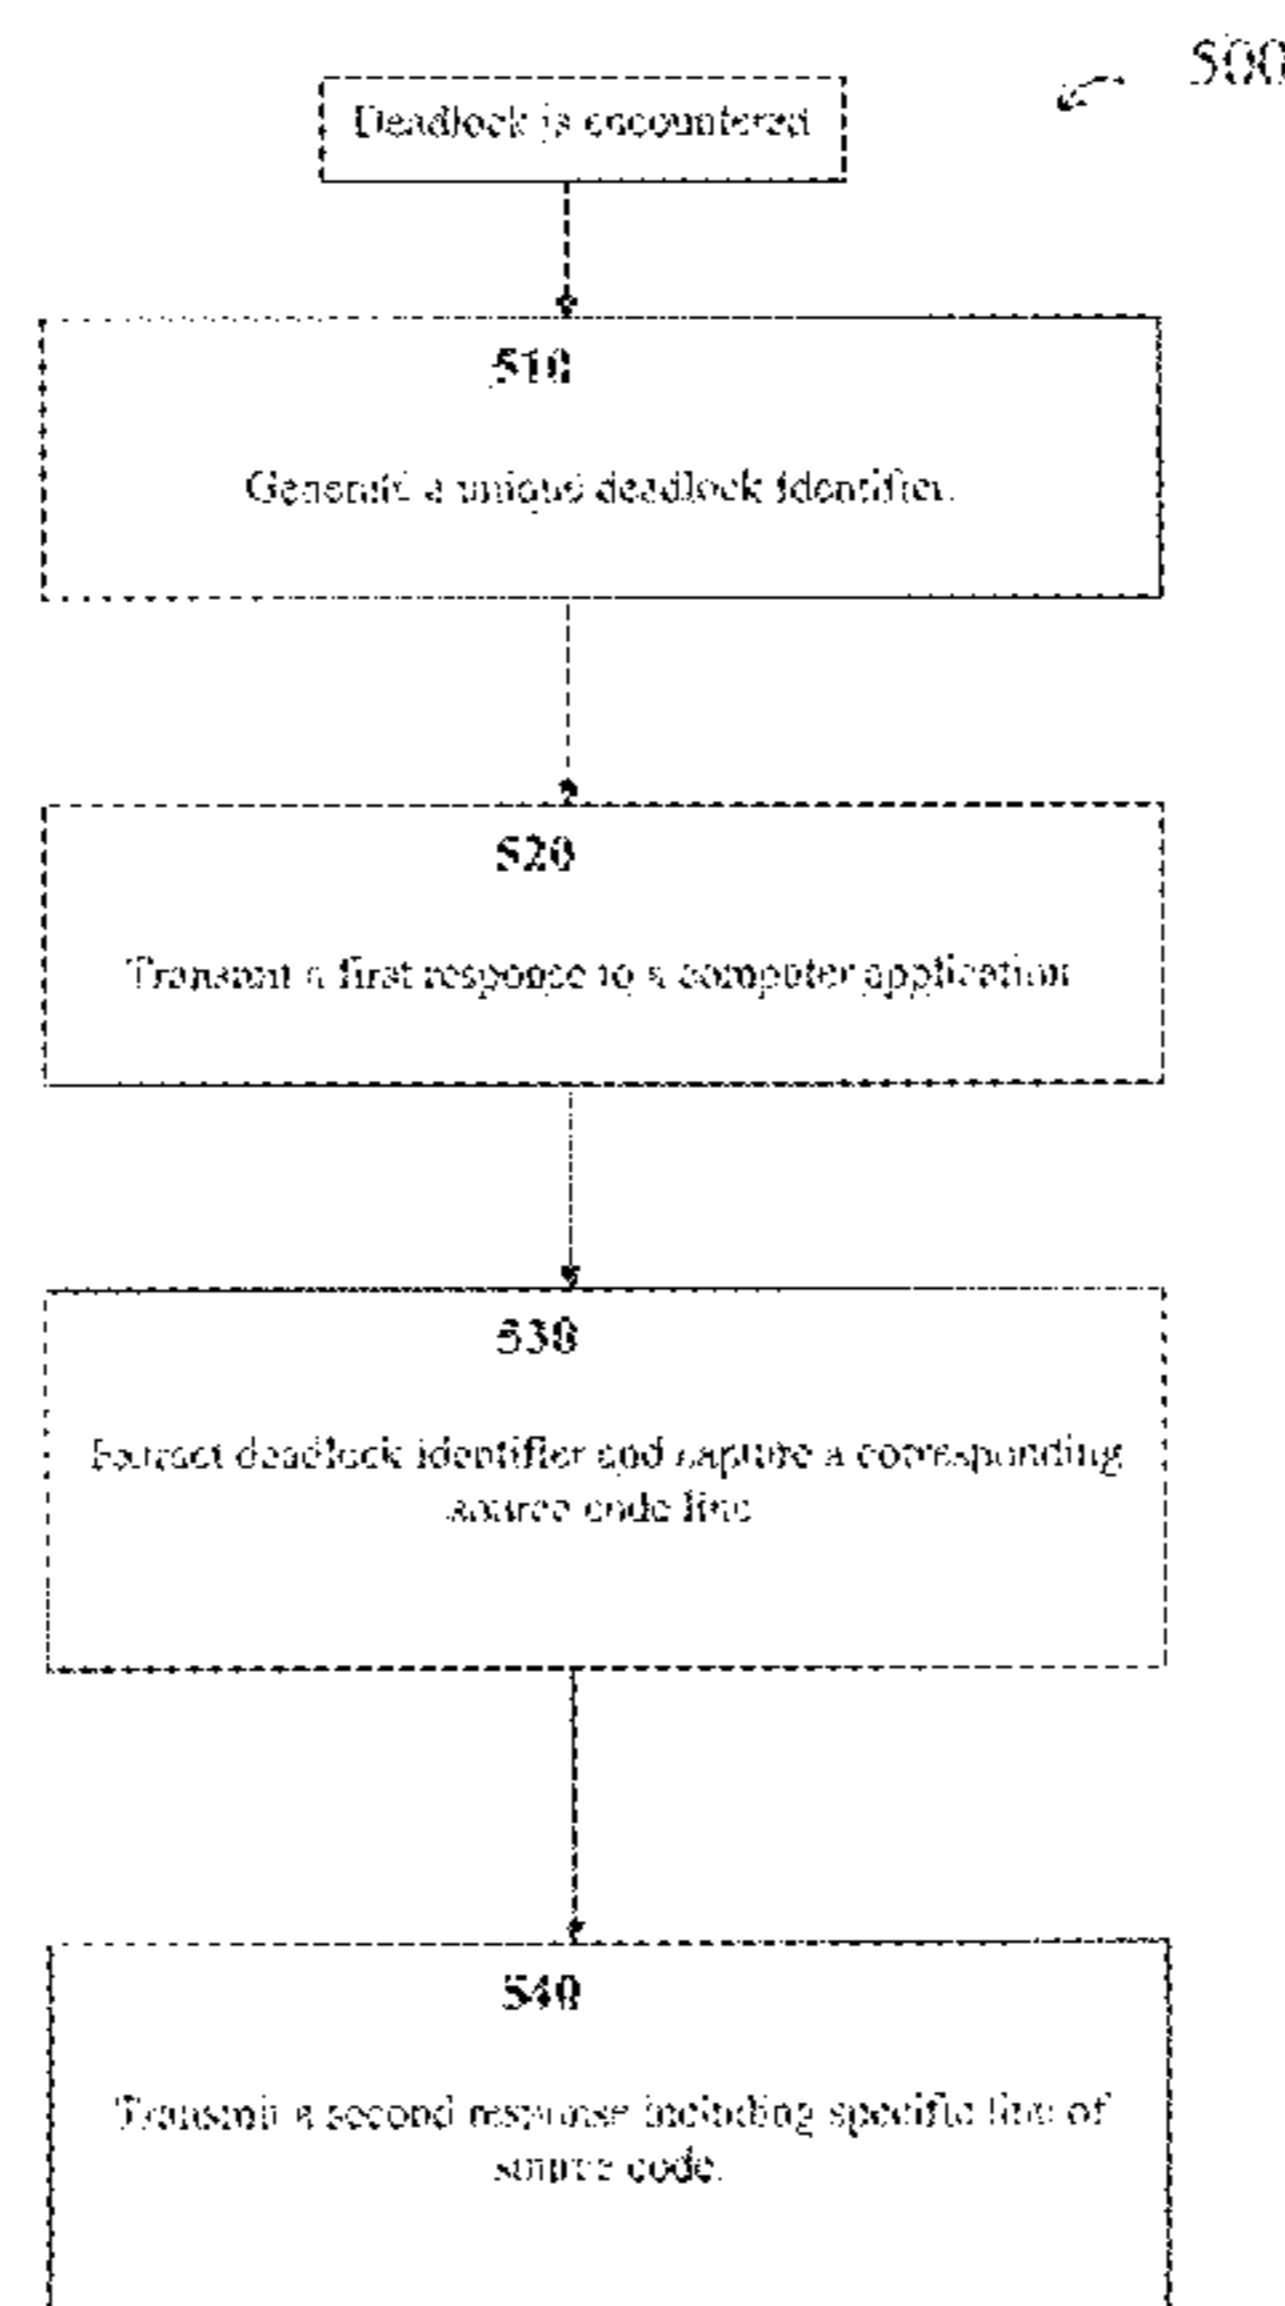 500
Deadlock is encountered
510
Generate a unique deadlock identifier.
520
Transmit a first response to a computer application
530
Extract deadlock identifier and capture a corresponding
source code line
540
Transmit a second response including specific line of
source code.